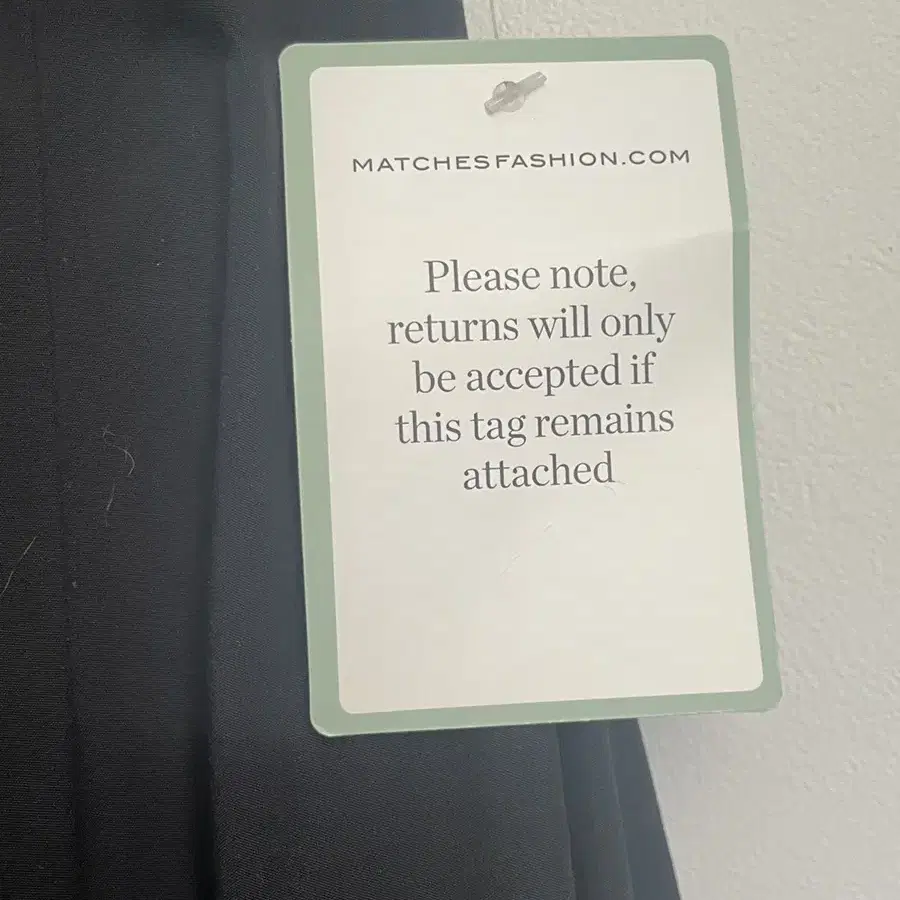 MATCHESFASHION.COM
Please note,
returns will only
be accepted if
this tag remains
attached